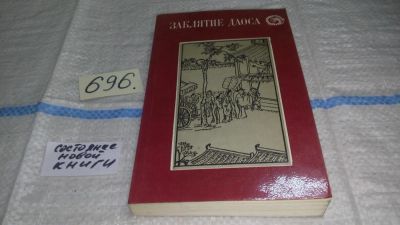 ЗАКЛЯТИЕ ДАОСА
696.
состояние
новой
книги